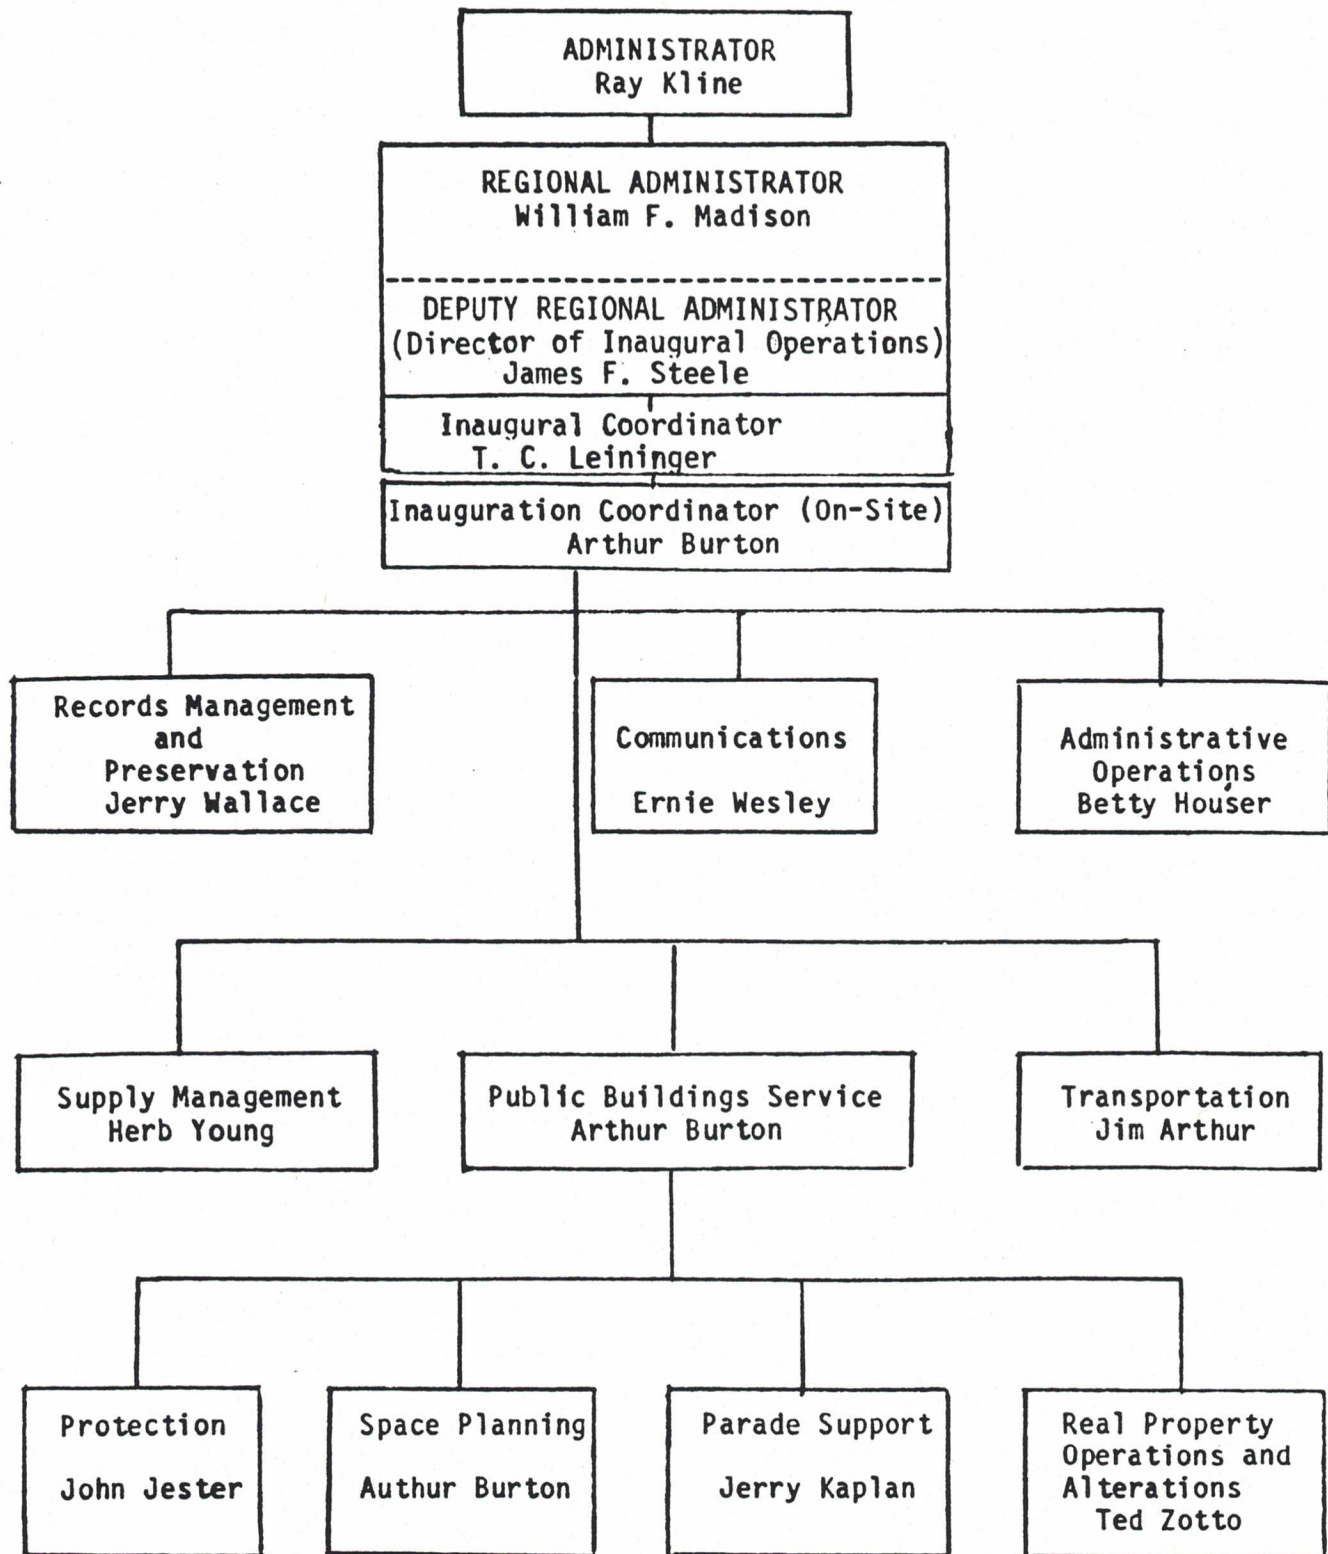 ADMINISTRATOR
Ray Kline
REGIONAL ADMINISTRATOR
William F. Madison
DEPUTY REGIONAL ADMINISTRATOR
(Director of Inaugural Operations)
James F. Steele
Inaugural Coordinator
T. C. Leininger
Inauguration Coordinator (On-Site)
Arthur Burton
Records Management
and
Preservation
Jerry Wallace
Communications
Ernie Wesley
Administrative
Operations
Betty Houser
Supply Management
Herb Young
Public Buildings Service
Arthur Burton
Transportation
Jim Arthur
Protection
John Jester
Space Planning
Authur Burton
Parade Support
Jerry Kaplan
Real Property
Operations and
Alterations
Ted Zotto